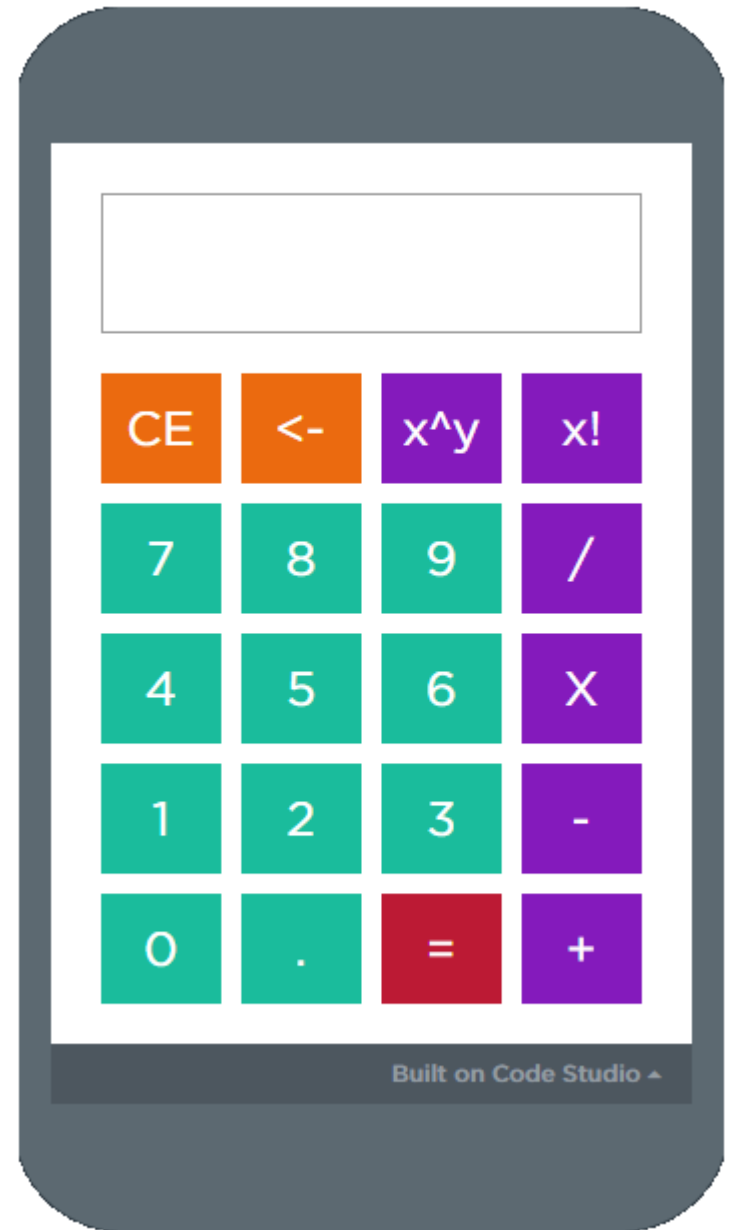 CE <- x^y x!
7 8 9 /
4 5 6 X
1 2 3 -
0 . = +
Built on Code Studio